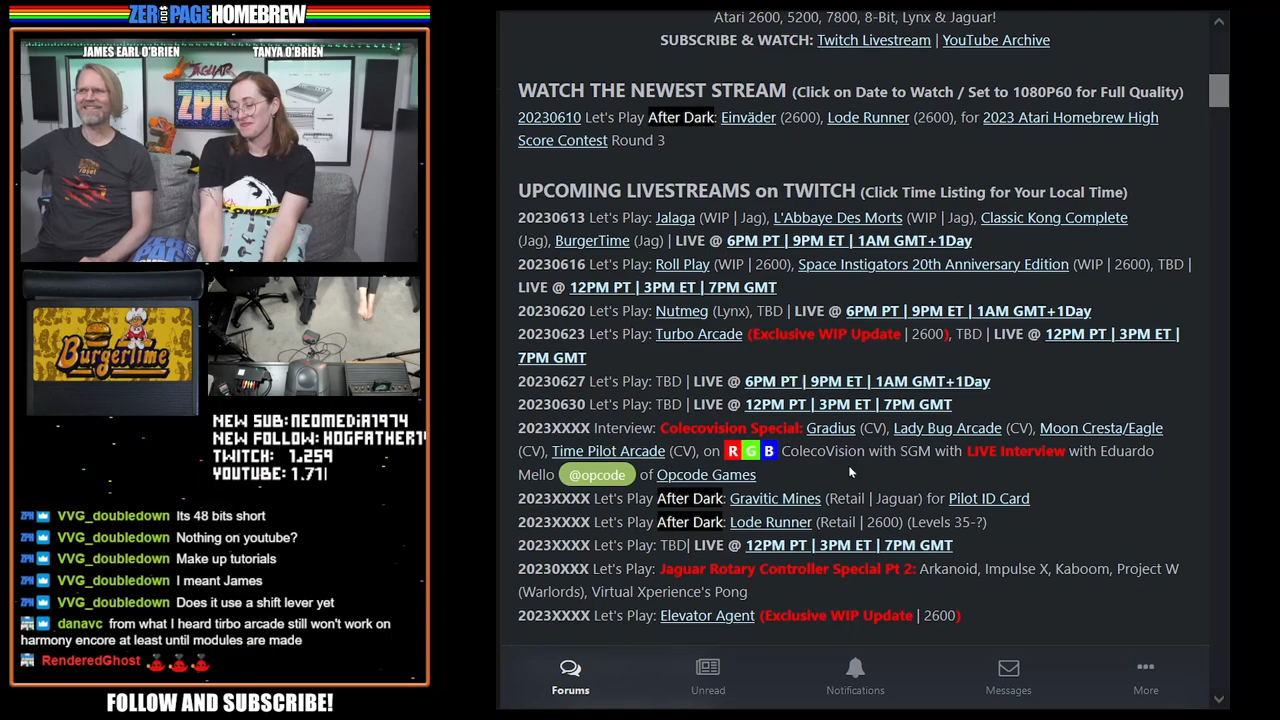 ZER PAGE HOMEBREW
JAMES EARL O'BRIEN
TANYA O'BRIEN
JAGUAR
ZPH
BurgerTime
NEW SUB: NEOMEDIA1974
NEW FOLLOW: HOGFATHER14
TWITCH: 1,259
YOUTUBE: 1,71
VVG_doubledown Its 48 bits short
VVG_doubledown Nothing on youtube?
VVG_doubledown Make up tutorials
VVG_doubledown I meant James
VVG_doubledown Does it use a shift lever yet
danavc from what I heard tirbo arcade still won't work on
harmony encore at least until modules are made
RenderedGhost
FOLLOW AND SUBSCRIBE!
Atari 2600, 5200, 7800, 8-Bit, Lynx & Jaguar!
SUBSCRIBE & WATCH: Twitch Livestream | YouTube Archive
WATCH THE NEWEST STREAM (Click on Date to Watch / Set to 1080P60 for Full Quality)
20230610 Let's Play After Dark: Einväder (2600), Lode Runner (2600), for 2023 Atari Homebrew High
Score Contest Round 3
UPCOMING LIVESTREAMS on TWITCH (Click Time Listing for Your Local Time)
20230613 Let's Play: Jalaga (WIP | Jag), L'Abbaye Des Morts (WIP | Jag), Classic Kong Complete
(Jag), BurgerTime (Jag) | LIVE @ 6PM PT | 9PM ET | 1AM GMT+1Day
20230616 Let's Play: Roll Play (WIP | 2600), Space Instigators 20th Anniversary Edition (WIP | 2600), TBD |
LIVE @ 12PM PT | 3PM ET | 7PM GMT
20230620 Let's Play: Nutmeg (Lynx), TBD | LIVE @ 6PM PT | 9PM ET | 1AM GMT+1Day
20230623 Let's Play: Turbo Arcade (Exclusive WIP Update | 2600), TBD | LIVE @ 12PM PT | 3PM ET |
7PM GMT
20230627 Let's Play: TBD | LIVE @ 6PM PT | 9PM ET | 1AM GMT+1Day
20230630 Let's Play: TBD | LIVE @ 12PM PT | 3PM ET | 7PM GMT
2023XXXX Interview: Colecovision Special: Gradius (CV), Lady Bug Arcade (CV), Moon Cresta/Eagle
(CV), Time Pilot Arcade (CV), on R G B ColecoVision with SGM with LIVE Interview with Eduardo
Mello @opcode of Opcode Games
2023XXXX Let's Play After Dark: Gravitic Mines (Retail | Jaguar) for Pilot ID Card
2023XXXX Let's Play After Dark: Lode Runner (Retail | 2600) (Levels 35-?)
2023XXXX Let's Play: TBD| LIVE @ 12PM PT | 3PM ET | 7PM GMT
20230XXX Let's Play: Jaguar Rotary Controller Special Pt 2: Arkanoid, Impulse X, Kaboom, Project W
(Warlords), Virtual Xperience's Pong
2023XXXX Let's Play: Elevator Agent (Exclusive WIP Update | 2600)
Forums
Unread
Notifications
Messages
More